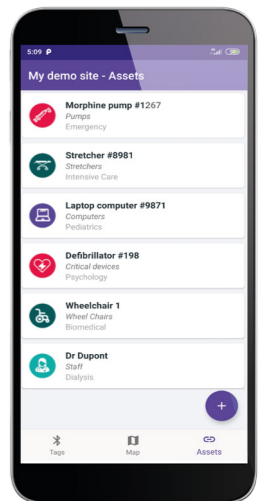 5:09
My demo site - Assets
Morphine pump #1267
Pumps
Emergency
Stretcher #8981
Stretchers
Intensive Care
Laptop computer #9871
Computers
Pediatrics
Defibrillator #198
Critical devices
Psychology
Wheelchair 1
Wheel Chairs
Biomedical
Dr Dupont
Staff
Dialysis
+
Tags Map Assets